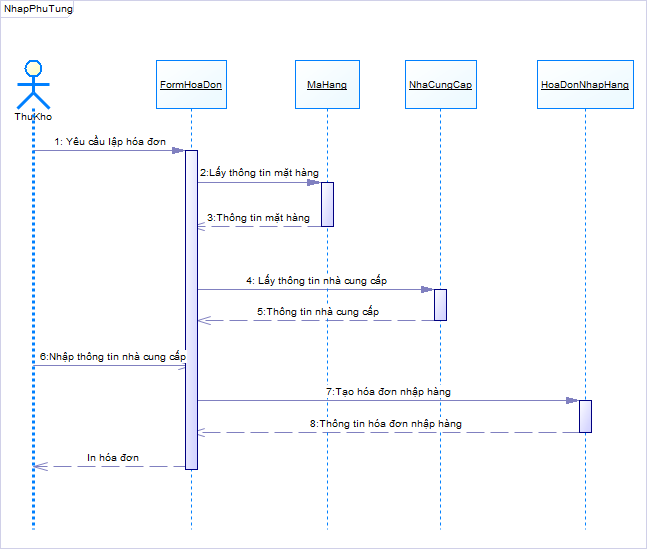 NhapPhuTung
FormHoaDon
MaHang
NhaCungCap
HoaDonNhapHang
ThuKho
1: Yêu cầu lập hóa đơn
2:Lấy thông tin mặt hàng
3:Thông tin mặt hàng
4: Lấy thông tin nhà cung cấp
5:Thông tin nhà cung cấp
6:Nhập thông tin nhà cung cấp
7:Tạo hóa đơn nhập hàng
8:Thông tin hóa đơn nhập hàng
In hóa đơn